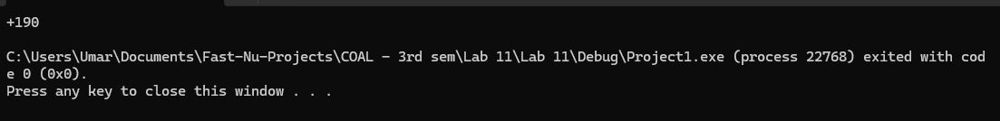 +190
C:\Users\Umar\Documents\Fast-Nu-Projects\COAL - 3rd sem\Lab 11\Lab 11\Debug\Project1.exe (process 22768) exited with cod
e 0 (0x0).
Press any key to close this window . . .